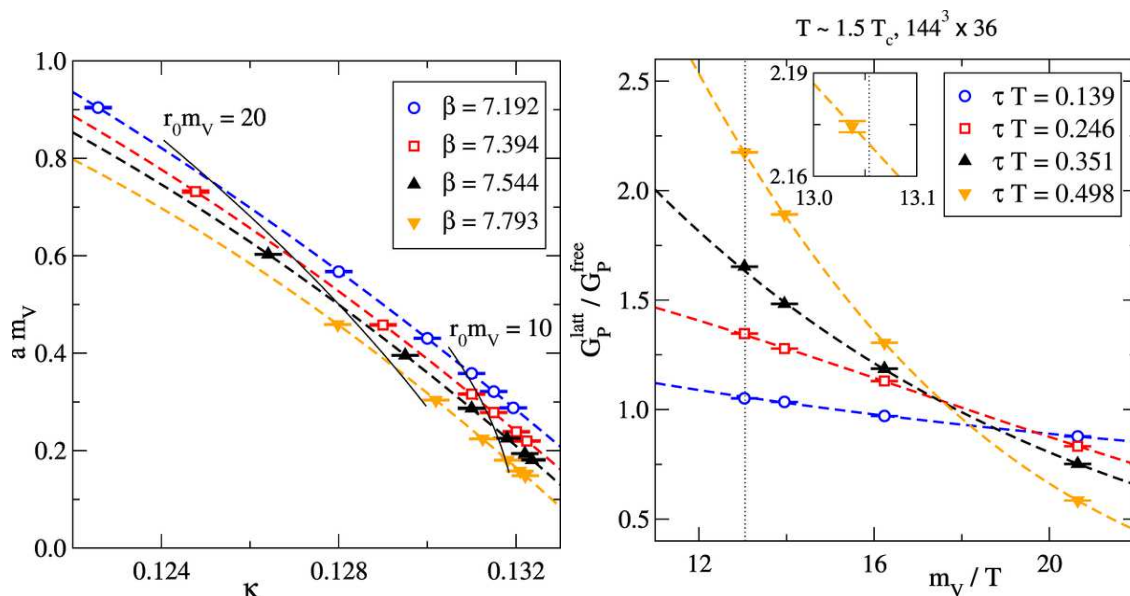 1.0
0.8
0.6
0.4
0.2
0.0
a m_V
r_0m_V = 20
r_0m_V = 10
β = 7.192
β = 7.394
β = 7.544
β = 7.793
0.124
0.128
0.132
κ
T ~ 1.5 T_c, 144^3 x 36
2.5
2.0
1.5
1.0
0.5
G_P^latt / G_P^free
2.19
2.16
13.0
13.1
τ T = 0.139
τ T = 0.246
τ T = 0.351
τ T = 0.498
12
14
16
18
20
m_V / T